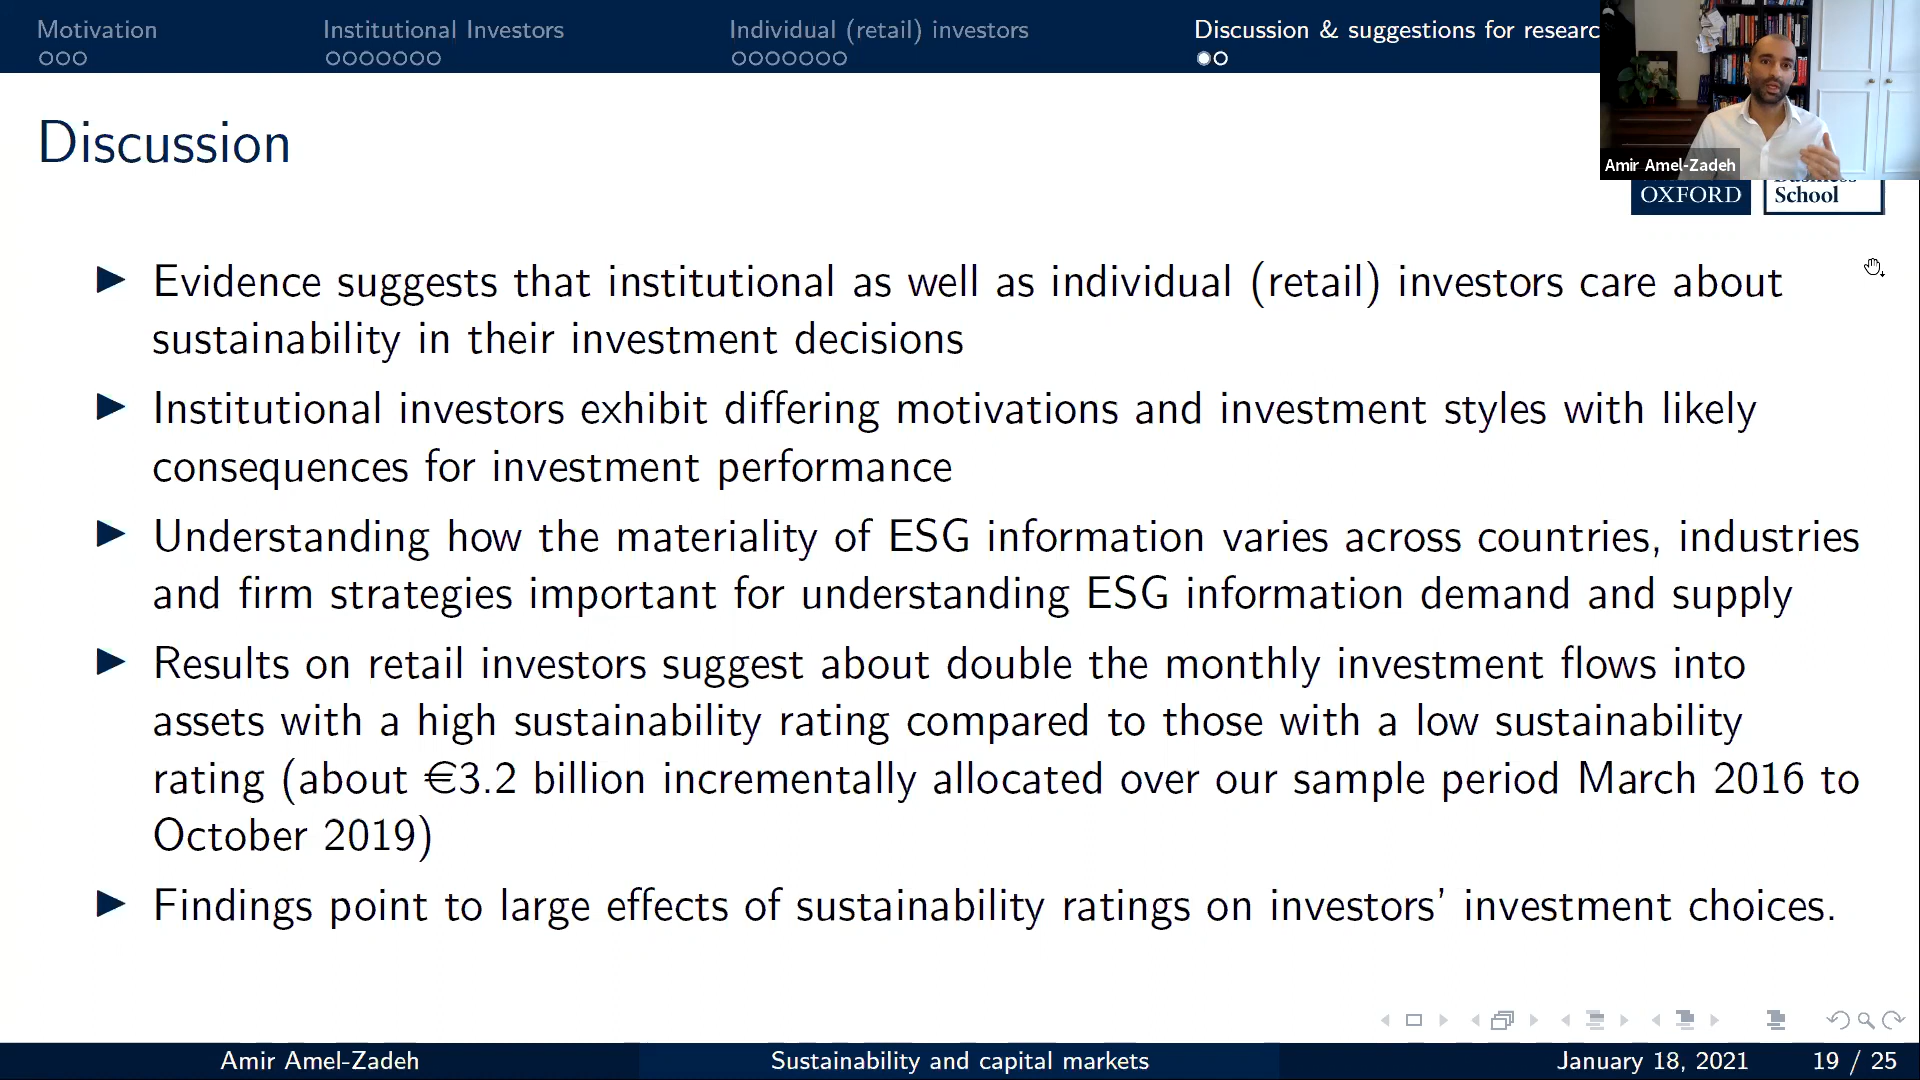 Motivation
Institutional Investors
Individual (retail) investors
Discussion & suggestions for researc
Amir Amel-Zadeh
Discussion
OXFORD
School
► Evidence suggests that institutional as well as individual (retail) investors care about
sustainability in their investment decisions
► Institutional investors exhibit differing motivations and investment styles with likely
consequences for investment performance
► Understanding how the materiality of ESG information varies across countries, industries
and firm strategies important for understanding ESG information demand and supply
► Results on retail investors suggest about double the monthly investment flows into
assets with a high sustainability rating compared to those with a low sustainability
rating (about €3.2 billion incrementally allocated over our sample period March 2016 to
October 2019)
► Findings point to large effects of sustainability ratings on investors' investment choices.
Amir Amel-Zadeh
Sustainability and capital markets
January 18, 2021
19 / 25